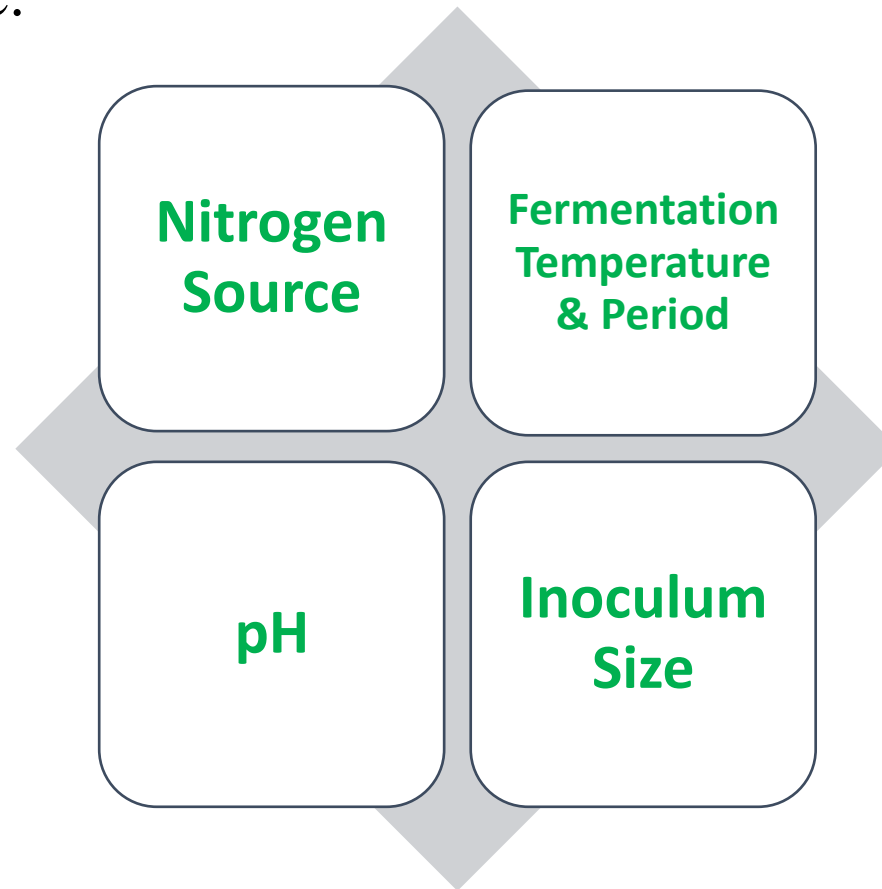 Nitrogen
Source
Fermentation
Temperature
& Period
pH
Inoculum
Size